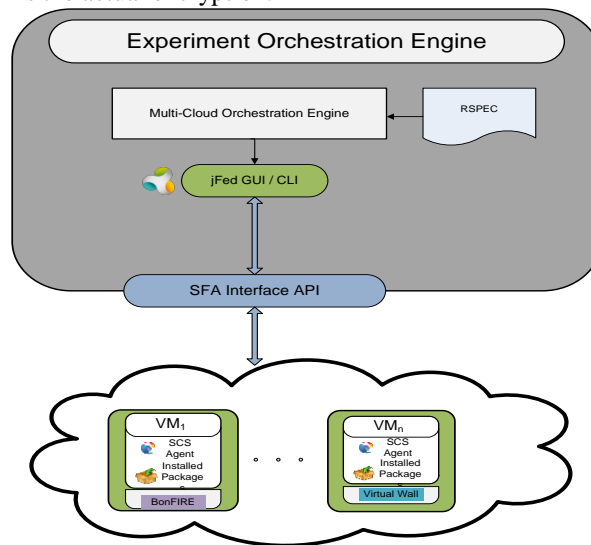 Experiment Orchestration Engine
Multi-Cloud Orchestration Engine
RSPEC
jFed GUI / CLI
SFA Interface API
VM1
SCS
Agent
Installed
Package
BonFIRE
VMn
SCS
Agent
Installed
Package
Virtual Wall